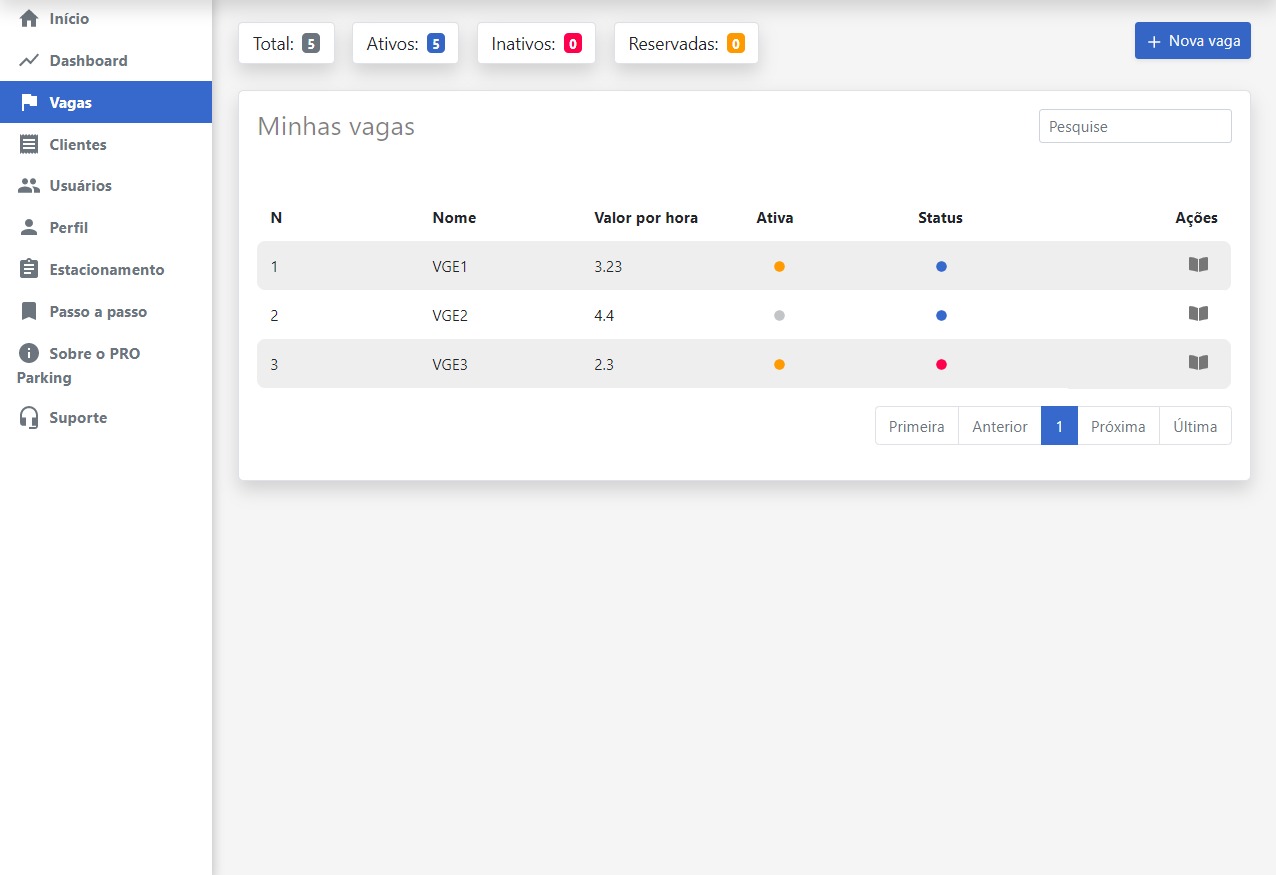 Início
Dashboard
Vagas
Clientes
Usuários
Perfil
Estacionamento
Passo a passo
Sobre o PRO
Parking
Suporte
Total: 5 Ativos: 5 Inativos: 0 Reservadas: 0
+ Nova vaga
Minhas vagas
Pesquise
N Nome Valor por hora Ativa Status Ações
1 VGE1 3.23
2 VGE2 4.4
3 VGE3 2.3
Primeira Anterior 1 Próxima Última